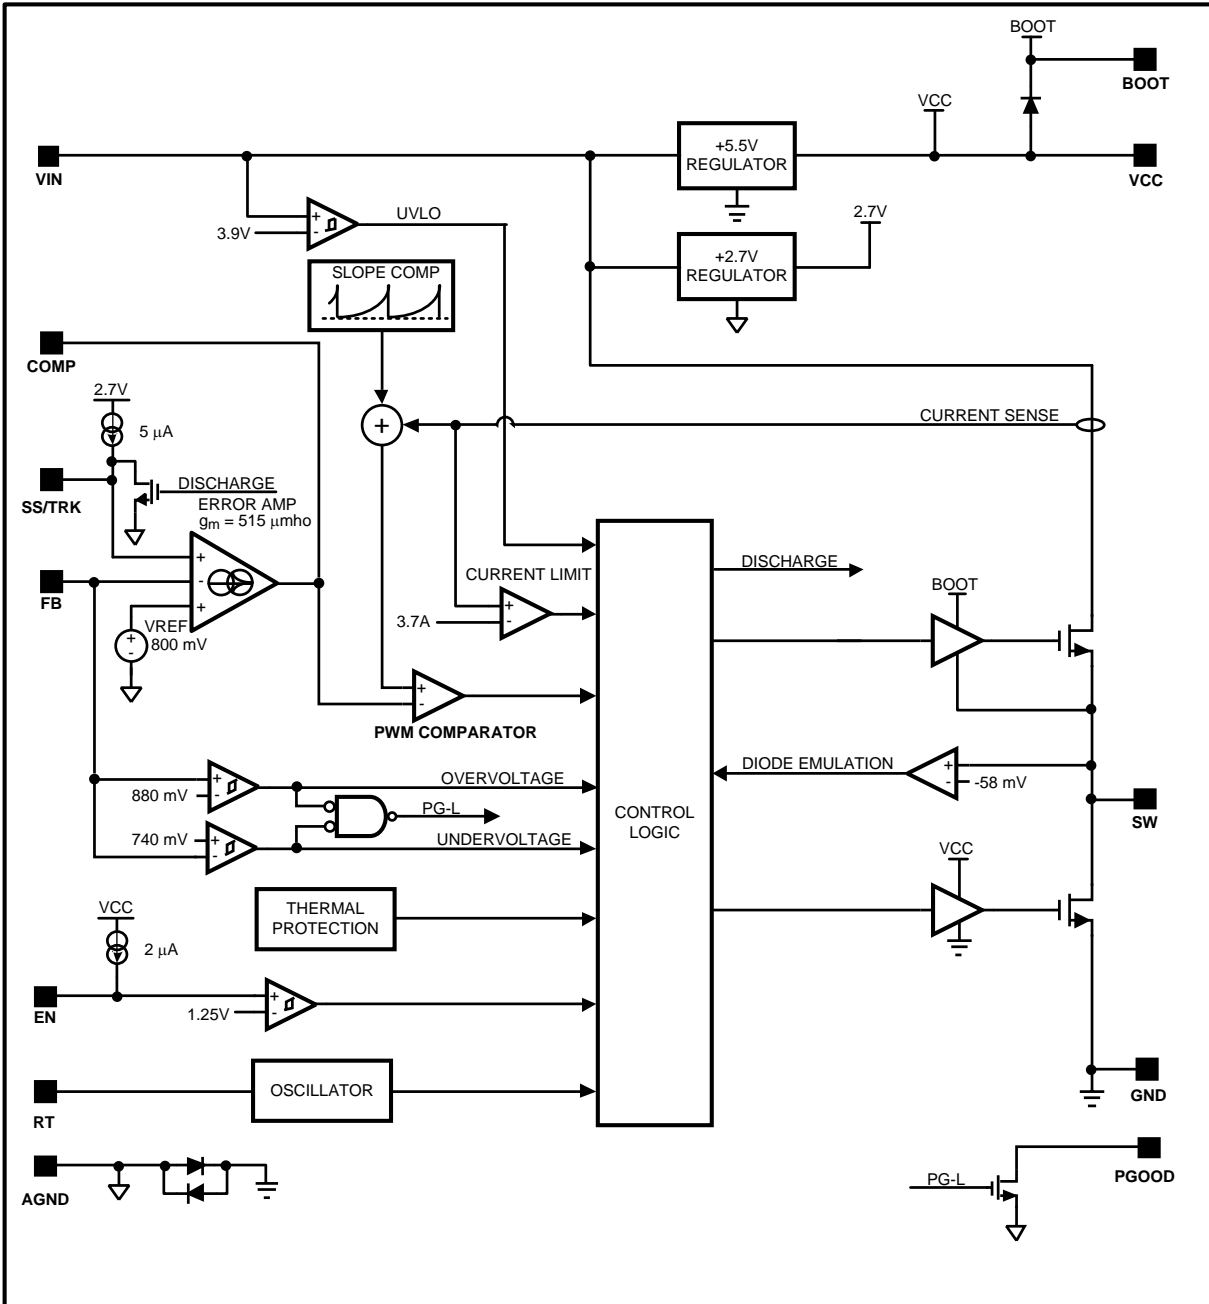 BOOT
BOOT
VCC
+5.5V
REGULATOR
VIN
VCC
UVLO
+
-
3.9V
2.7V
+2.7V
REGULATOR
SLOPE COMP
COMP
2.7V
5 μA
+
CURRENT SENSE
DISCHARGE
SS/TRK
ERROR AMP
gm = 515 μmho
+
-
+
FB
VREF
800 mV
+
-
CURRENT LIMIT
+
-
3.7A
DISCHARGE
BOOT
+
-
PWM COMPARATOR
OVERVOLTAGE
+
-
880 mV
PG-L
740 mV
+
-
UNDERVOLTAGE
CONTROL
LOGIC
DIODE EMULATION
+
-
-58 mV
SW
VCC
THERMAL
PROTECTION
VCC
2 μA
EN
+
-
1.25V
OSCILLATOR
RT
GND
AGND
PG-L
PGOOD